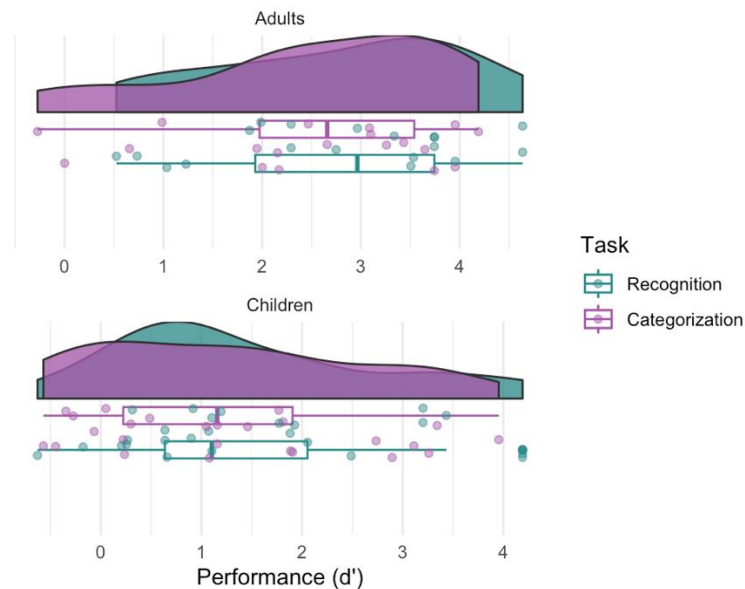 Adults
0 1 2 3 4
Children
0 1 2 3 4
Performance (d')
Task
Recognition
Categorization